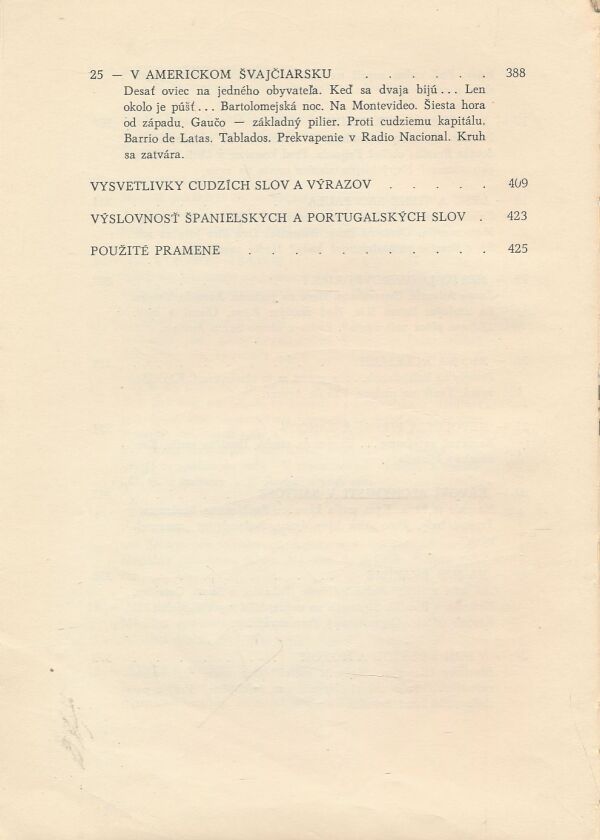 25 — V AMERICKOM ŠVAJČIARSKU . . . . . . 388
Desať oviec na jedného obyvateľa. Keď sa dvaja bijú... Len
okolo je púšť... Bartolomejská noc. Na Montevideo. Šiesta hora
od západu. Gaučo — základný pilier. Proti cudziemu kapitálu.
Barrio de Latas. Tablados. Prekvapenie v Radio Nacional. Kruh
sa zatvára.
VYSVETLIVKY CUDZÍCH SLOV A VÝRAZOV . . . . . 409
VÝSLOVNOSŤ ŠPANIELSKYCH A PORTUGALSKÝCH SLOV . 423
POUŽITÉ PRAMENE . . . . . . . . . . . 425